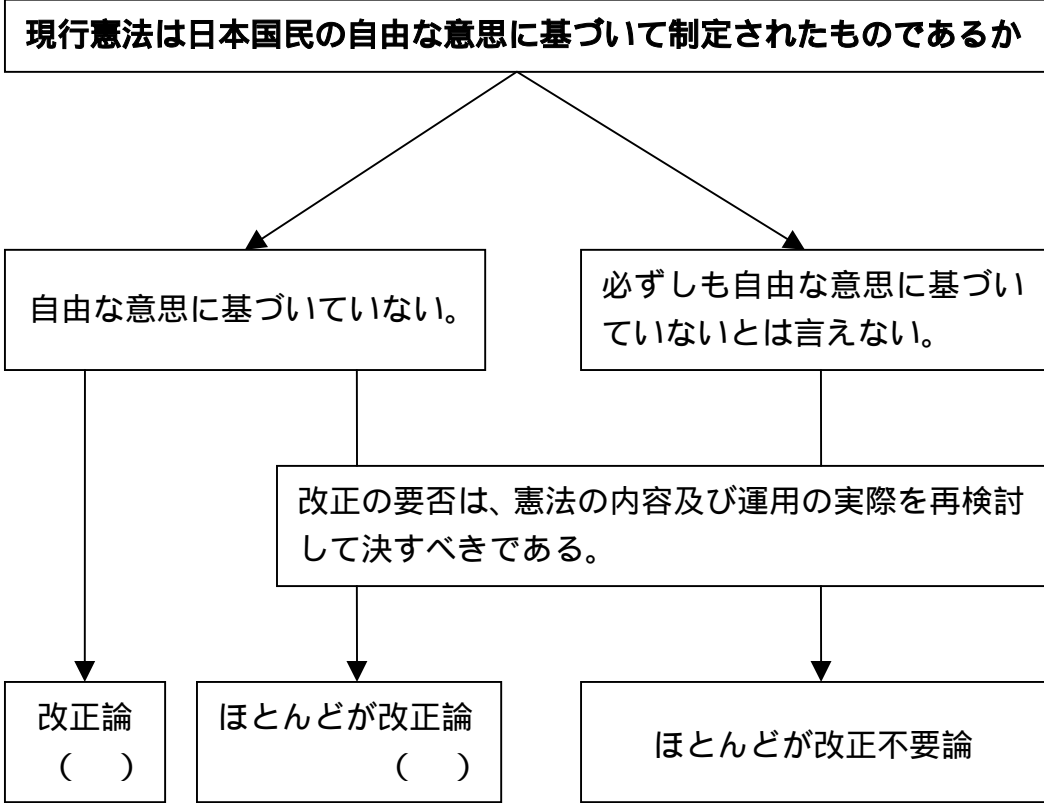 現行憲法は日本国民の自由な意思に基づいて制定されたものであるか
自由な意思に基づいていない。
必ずしも自由な意思に基づい
ていないとは言えない。
改正の要否は、憲法の内容及び運用の実際を再検討
して決すべきである。
改正論
(　)
ほとんどが改正論
(　)
ほとんどが改正不要論